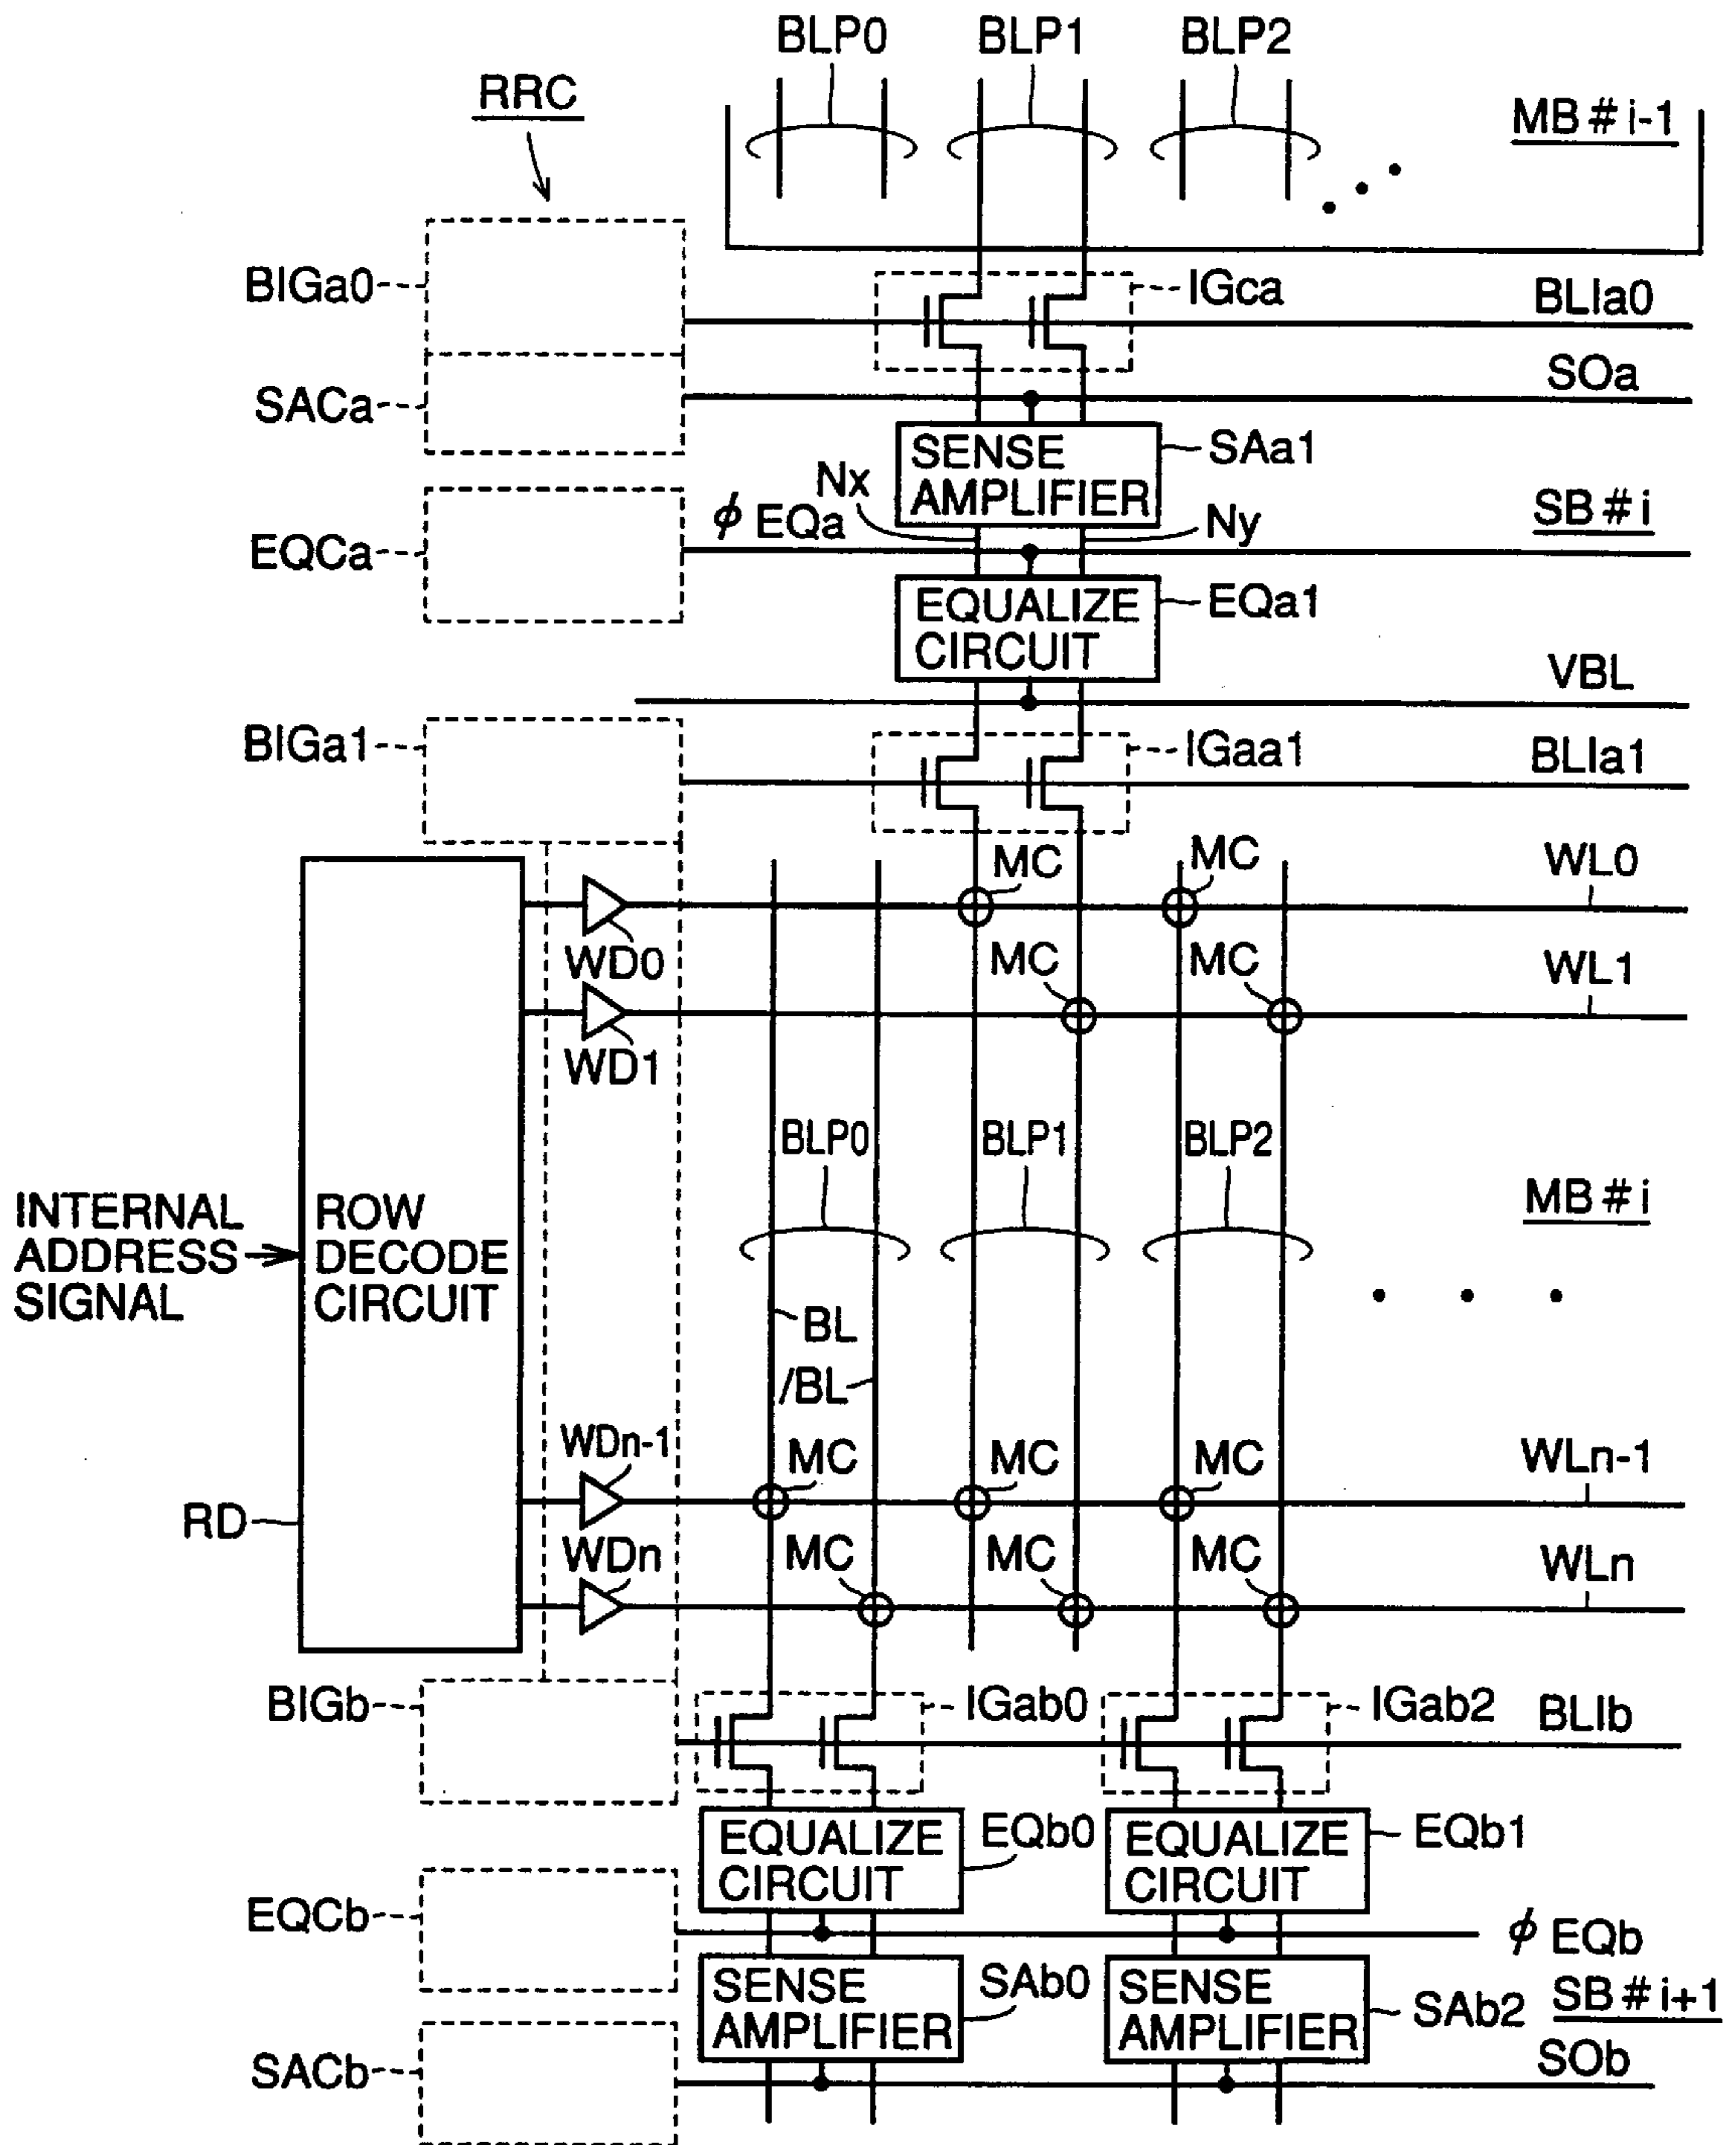 BLP0 BLP1 BLP2
RRC
MB # i-1
BIGa0
IGca
BLIa0
SOa
SACa
SENSE
AMPLIFIER
SAa1
Nx
Ny
φ EQa
SB # i
EQCa
EQUALIZE
CIRCUIT
EQa1
VBL
BIGa1
IGaa1
BLIa1
MC MC WL0
WD0
MC MC WL1
WD1
BLP0 BLP1 BLP2
MB # i
INTERNAL
ADDRESS
SIGNAL
ROW
DECODE
CIRCUIT
BL
/BL
WDn-1
MC MC MC WLn-1
RD
WDn
MC MC MC WLn
BIGb
IGab0 IGab2 BLIb
EQUALIZE
CIRCUIT
EQb0
EQUALIZE
CIRCUIT
EQb1
EQCb
φ EQb
SENSE
AMPLIFIER
SAb0
SENSE
AMPLIFIER
SAb2
SB # i+1
SACb
SOb